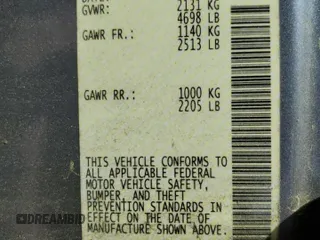 GVWR: 2131 KG
4698 LB
GAWR FR.: 1140 KG
2513 LB
GAWR RR.: 1000 KG
2205 LB
THIS VEHICLE CONFORMS TO
ALL APPLICABLE FEDERAL
MOTOR VEHICLE SAFETY,
BUMPER, AND THEFT
PREVENTION STANDARDS IN
EFFECT ON THE DATE OF
MANUFACTURE SHOWN ABOVE.
DREAMBID